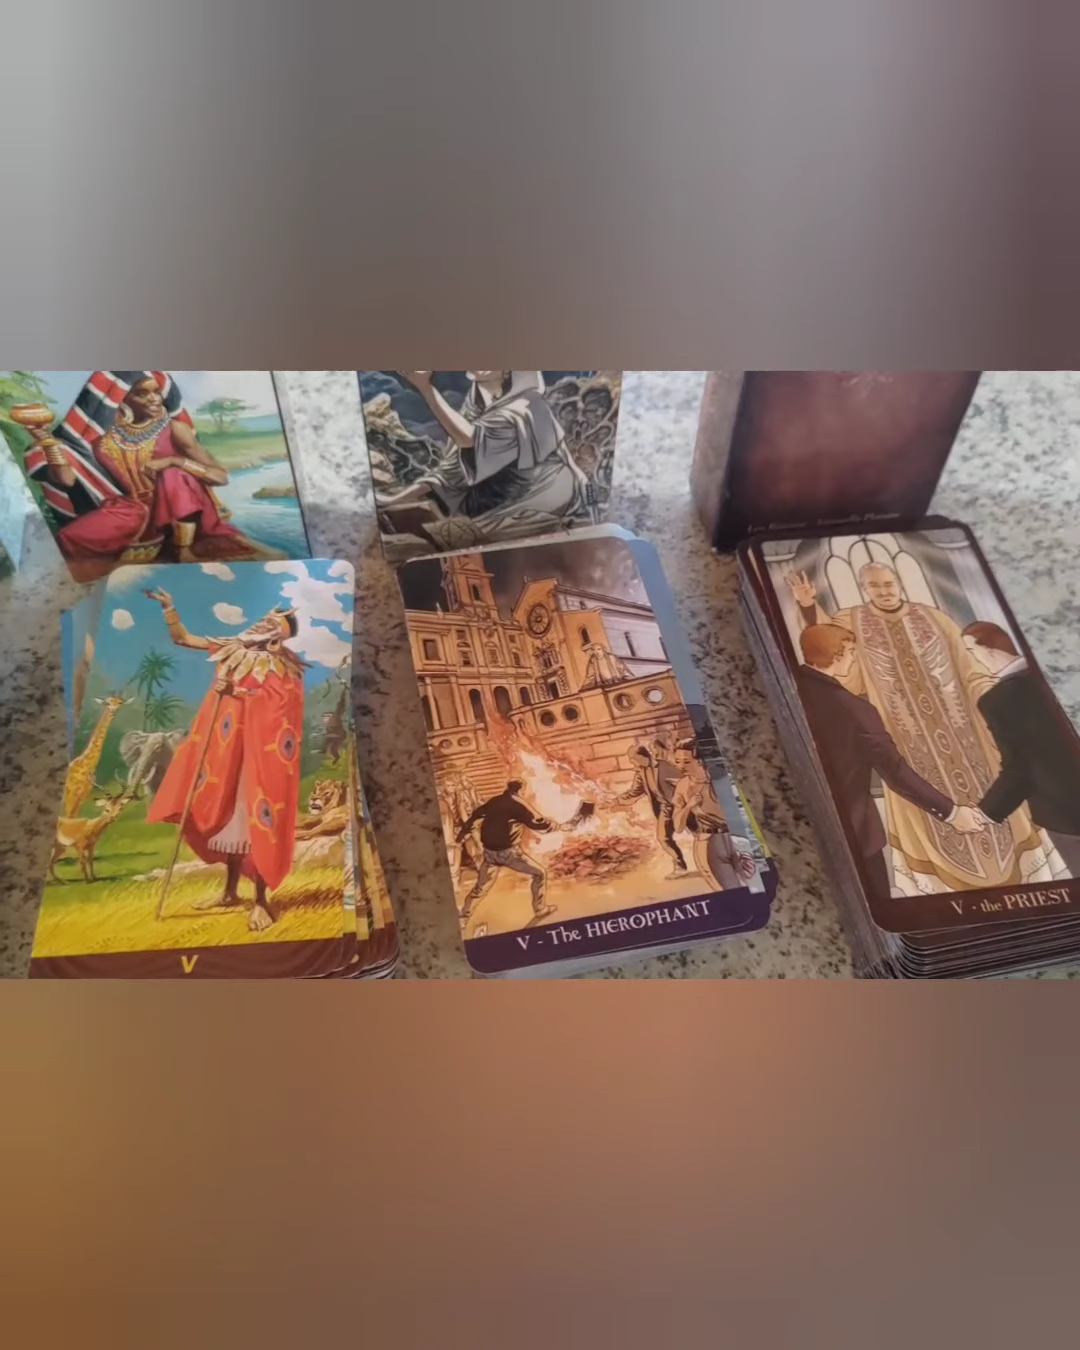 V
V - The HIEROPHANT
V - the PRIEST